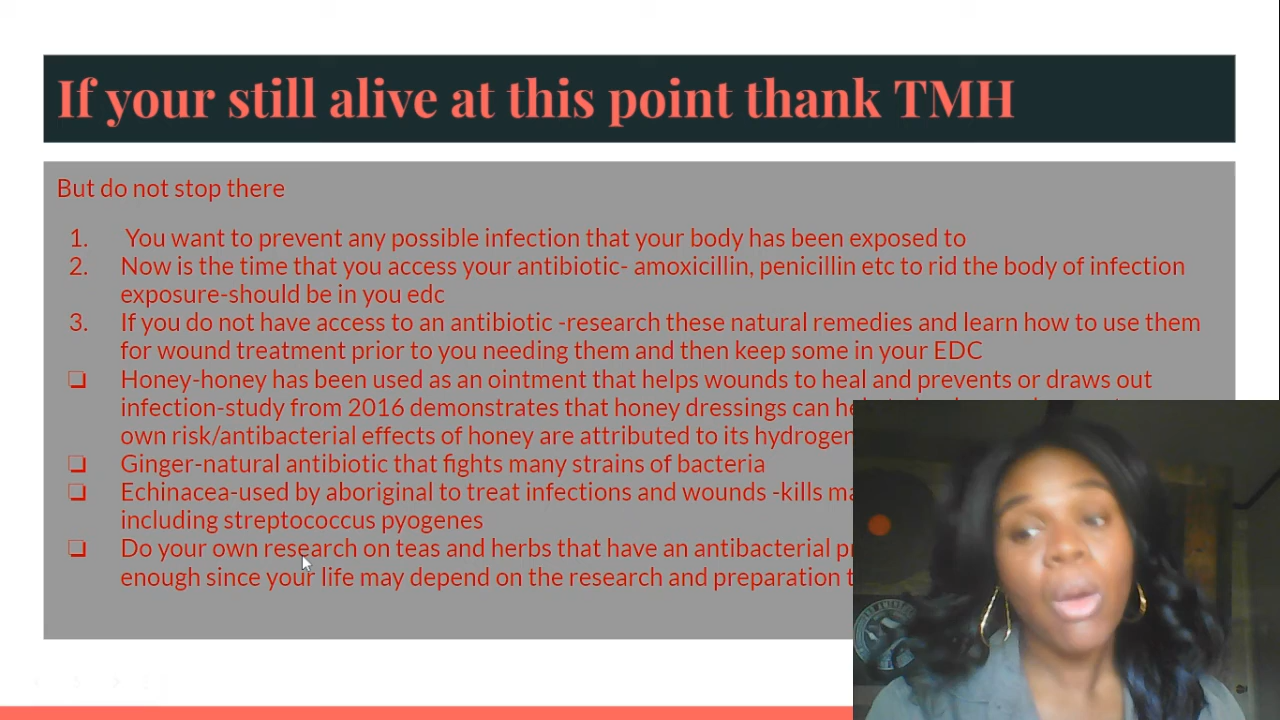 If your still alive at this point thank TMH
But do not stop there
1. You want to prevent any possible infection that your body has been exposed to
2. Now is the time that you access your antibiotic- amoxicillin, penicillin etc to rid the body of infection
exposure-should be in you edc
3. If you do not have access to an antibiotic -research these natural remedies and learn how to use them
for wound treatment prior to you needing them and then keep some in your EDC
❏ Honey-honey has been used as an ointment that helps wounds to heal and prevents or draws out
infection-study from 2016 demonstrates that honey dressings can
own risk/antibacterial effects of honey are attributed to its
❏ Ginger-natural antibiotic that fights many strains of bacteria
❏ Echinacea-used by aboriginal to treat infections and wounds -kills
including streptococcus pyogenes
❏ Do your own research on teas and herbs that have an antibacterial
enough since your life may depend on the research and preparation